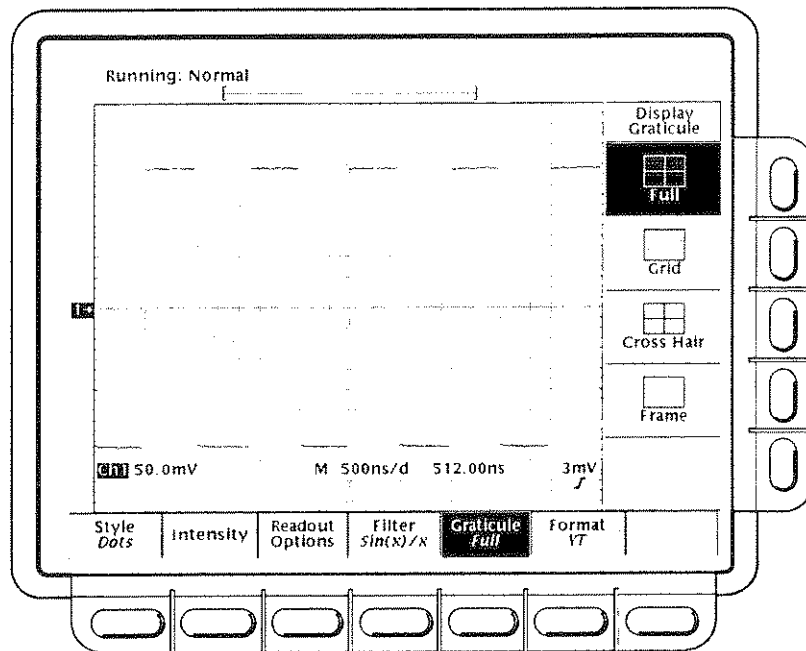 Running: Normal
Display
Graticule
Full
Grid
Cross Hair
Frame
Ch1 50.0mV M 500ns/d 512.00ns 3mV
Style
Dots
Intensity
Readout
Options
Filter
Sin(x)/x
Graticule
Full
Format
YT